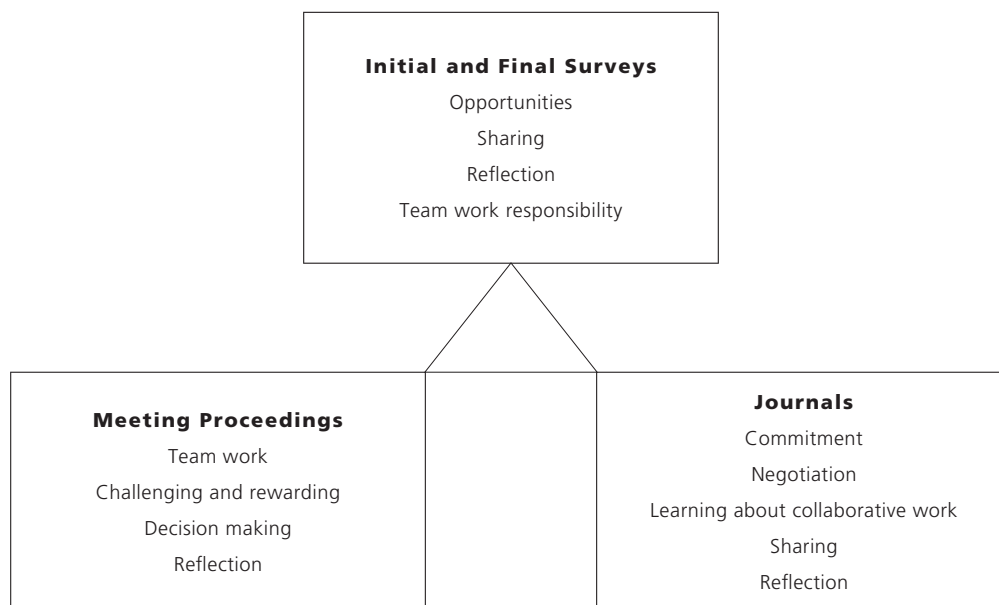 Initial and Final Surveys
Opportunities
Sharing
Reflection
Team work responsibility
Meeting Proceedings
Team work
Challenging and rewarding
Decision making
Reflection
Journals
Commitment
Negotiation
Learning about collaborative work
Sharing
Reflection